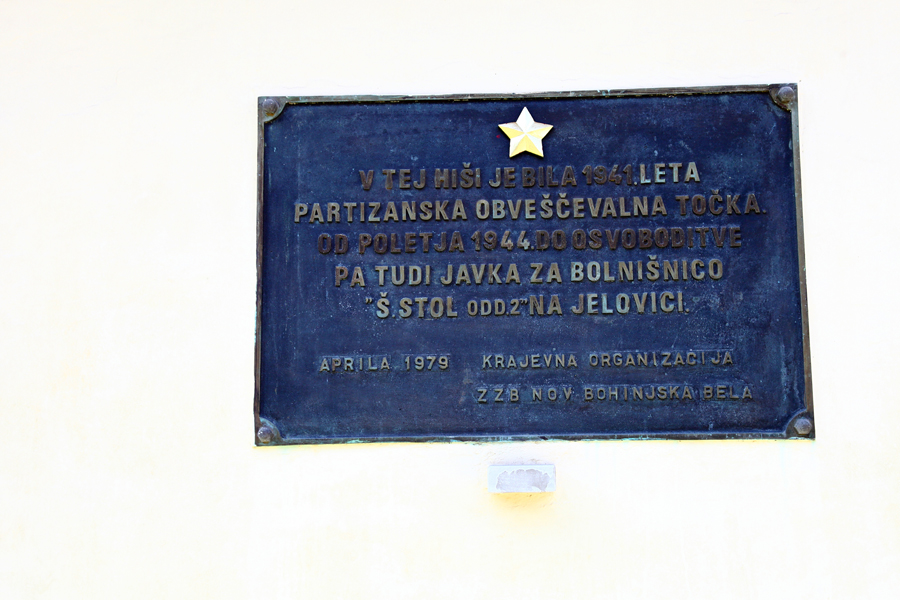 V TEJ HIŠI JE BILA 1941. LETA
PARTIZANSKA OBVEŠČEVALNA TOČKA.
OD POLETJA 1944. DO OSVOBODITVE
PA TUDI JAVKA ZA BOLNIŠNICO
"Š. STOL ODD. 2" NA JELOVICI.
APRILA 1979 KRAJEVNA ORGANIZACIJA
ZZB NOV BOHINJSKA BELA